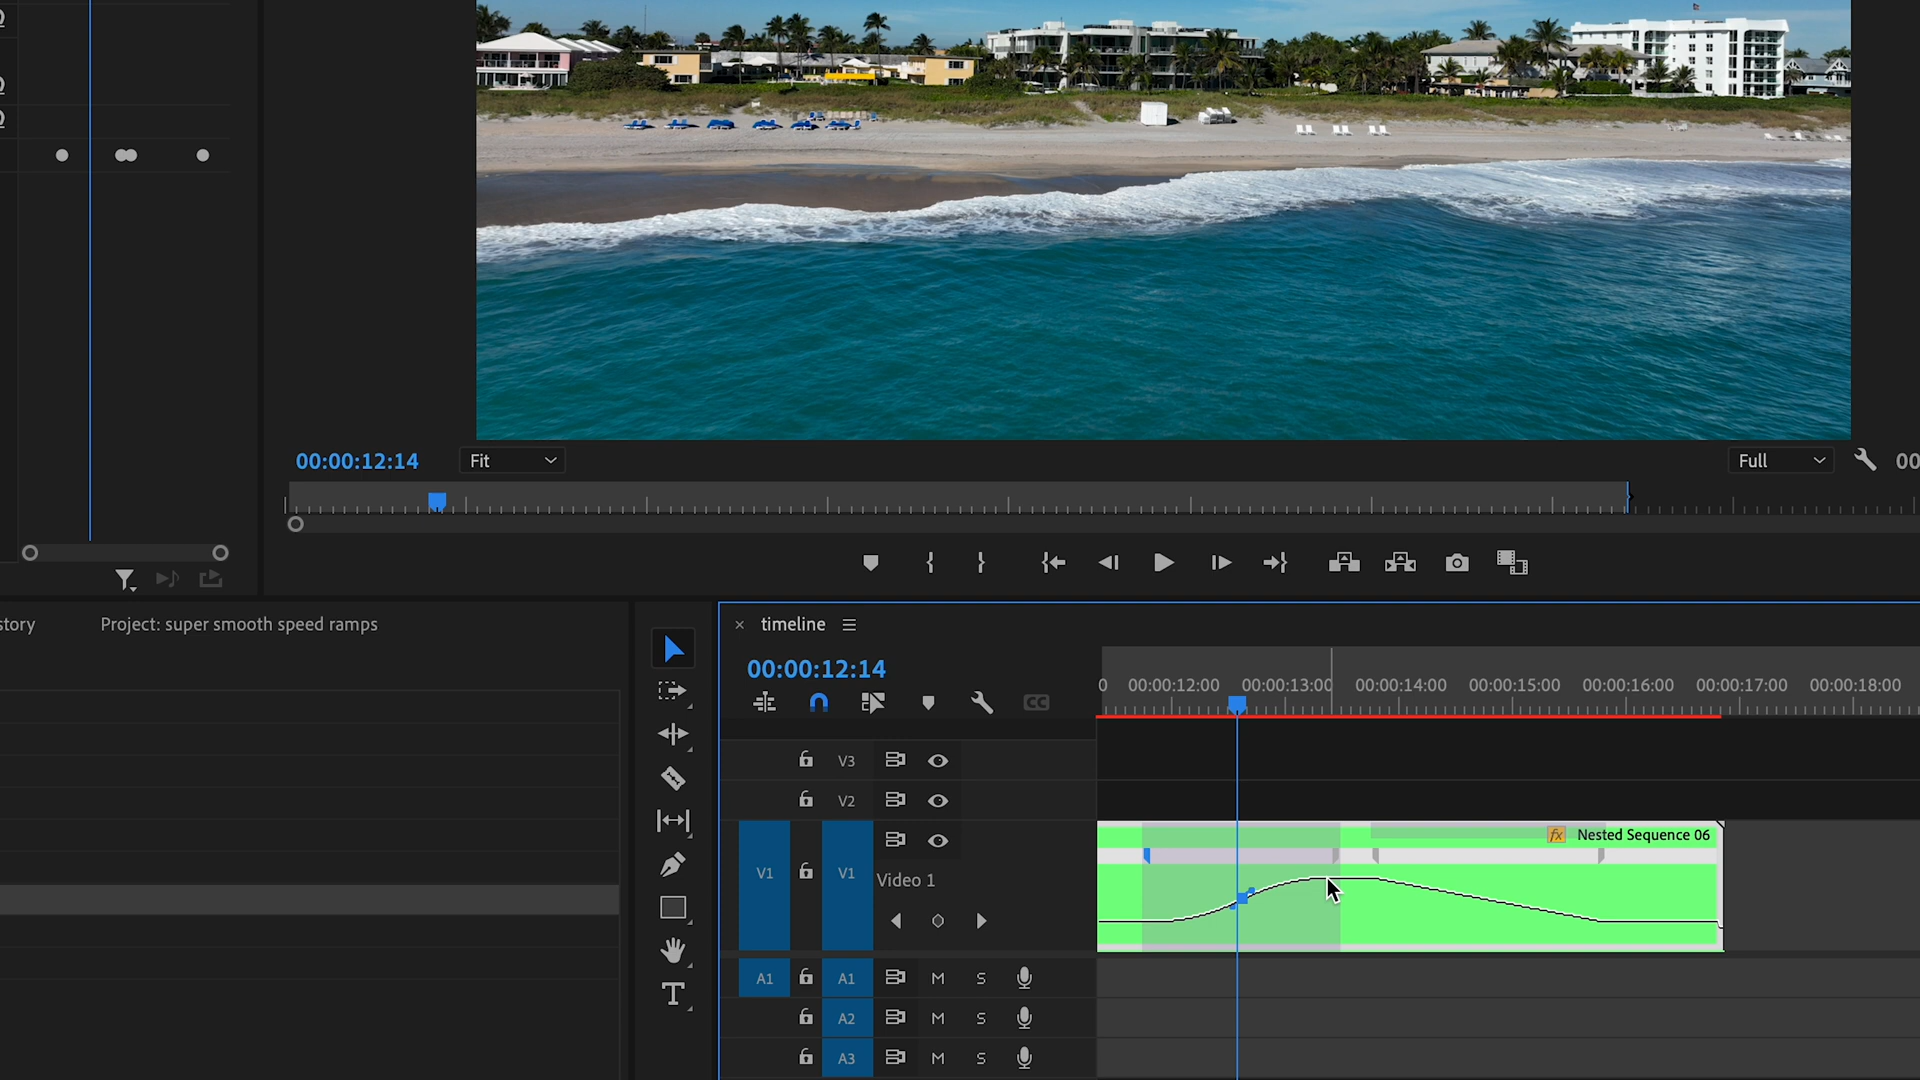 00:00:12:14
Fit
Full
00
story
Project: super smooth speed ramps
timeline
00:00:12:14
CC
0 00:00:12:00 00:00:13:00 00:00:14:00 00:00:15:00 00:00:16:00 00:00:17:00 00:00:18:00
V3
V2
fx Nested Sequence 06
V1 V1
Video 1
A1 A1 M S
A2 M S
A3 M S